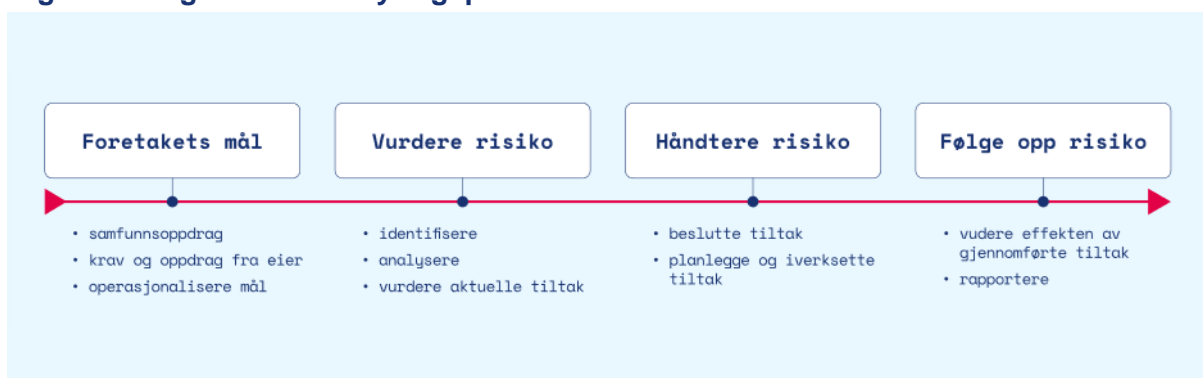 Foretakets mål
Vurdere risiko
Håndtere risiko
Følge opp risiko
• samfunnsoppdrag
• krav og oppdrag fra eier
• operasjonalisere mål
• identifisere
• analysere
• vurdere aktuelle tiltak
• beslutte tiltak
• planlegge og iverksette
tiltak
• vudere effekten av
gjennomførte tiltak
• rapportere